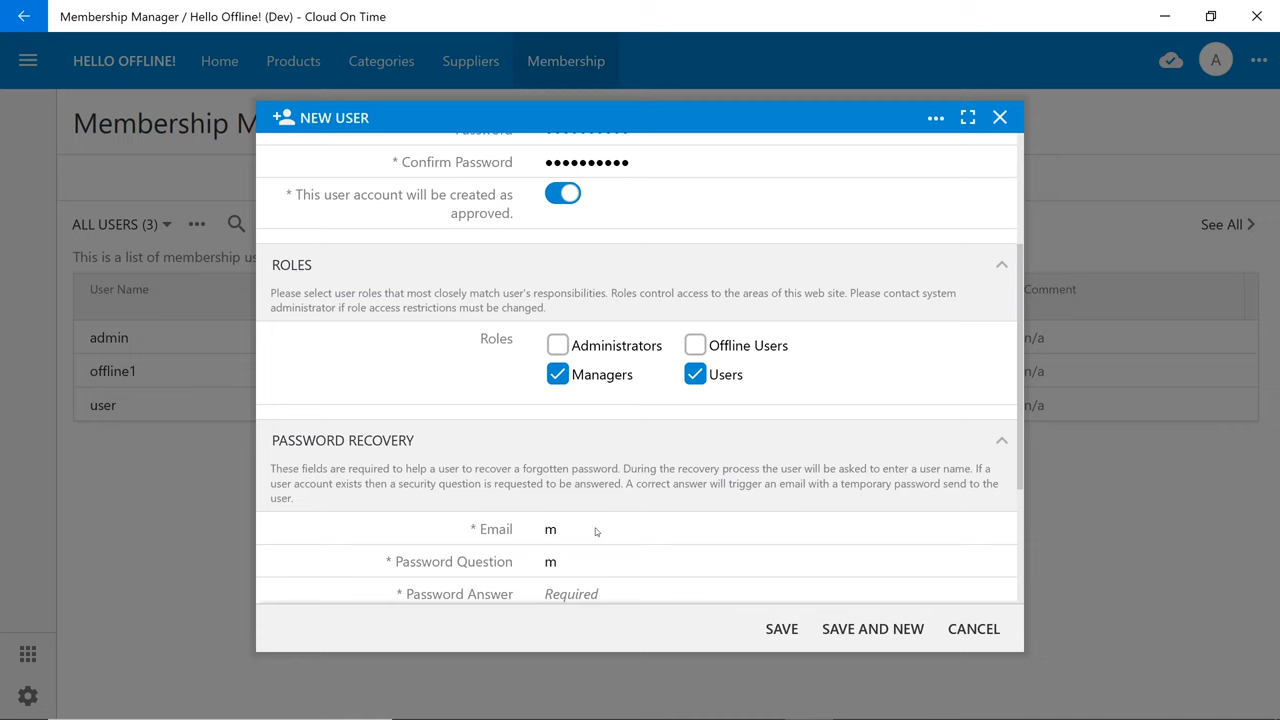 Membership Manager / Hello Offline! (Dev) - Cloud On Time
HELLO OFFLINE!
Home
Products
Categories
Suppliers
Membership
A
Membership M
NEW USER
Password
* Confirm Password
* This user account will be created as
approved.
ALL USERS (3)
See All
This is a list of membership us
User Name
Comment
admin
n/a
offline1
n/a
user
n/a
ROLES
Please select user roles that most closely match user's responsibilities. Roles control access to the areas of this web site. Please contact system
administrator if role access restrictions must be changed.
Roles
Administrators
Offline Users
Managers
Users
PASSWORD RECOVERY
These fields are required to help a user to recover a forgotten password. During the recovery process the user will be asked to enter a user name. If a
user account exists then a security question is requested to be answered. A correct answer will trigger an email with a temporary password send to the
user.
* Email
m
* Password Question
m
* Password Answer
Required
SAVE
SAVE AND NEW
CANCEL